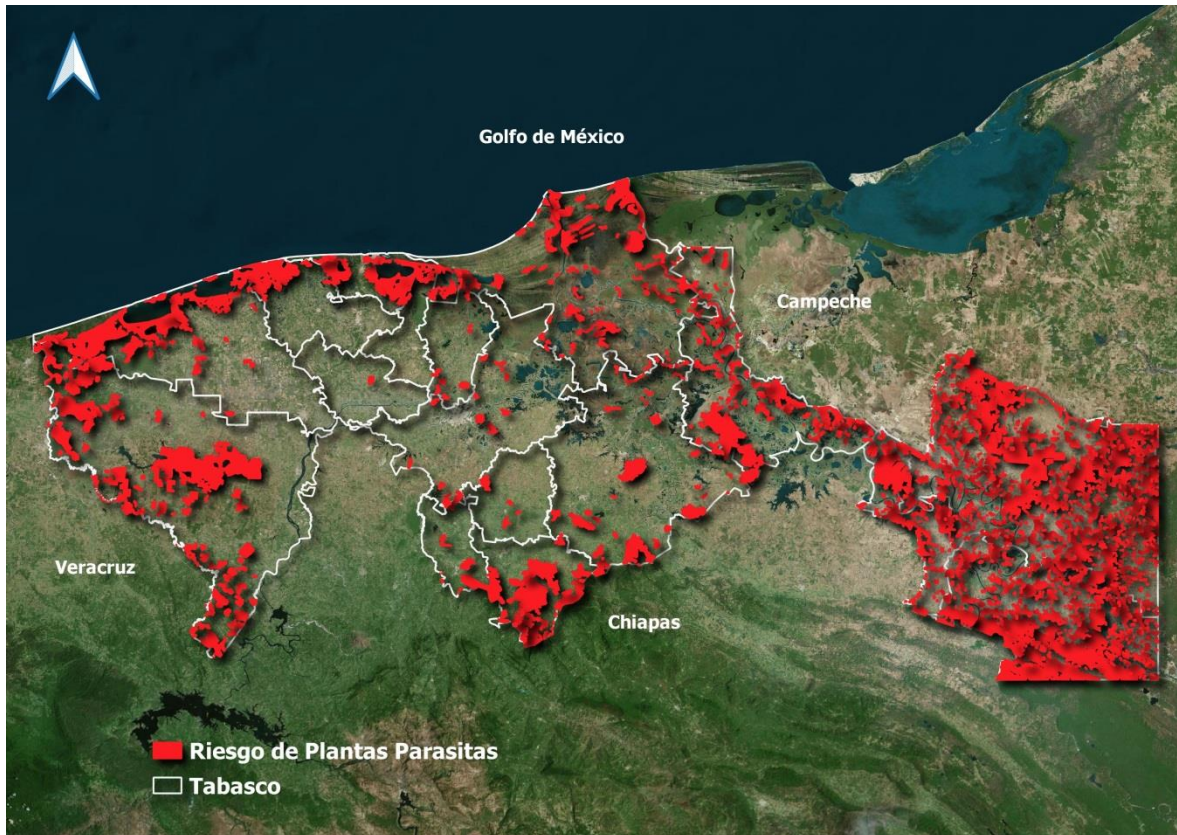 Golfo de México
Campeche
Veracruz
Chiapas
Riesgo de Plantas Parasitas
Tabasco